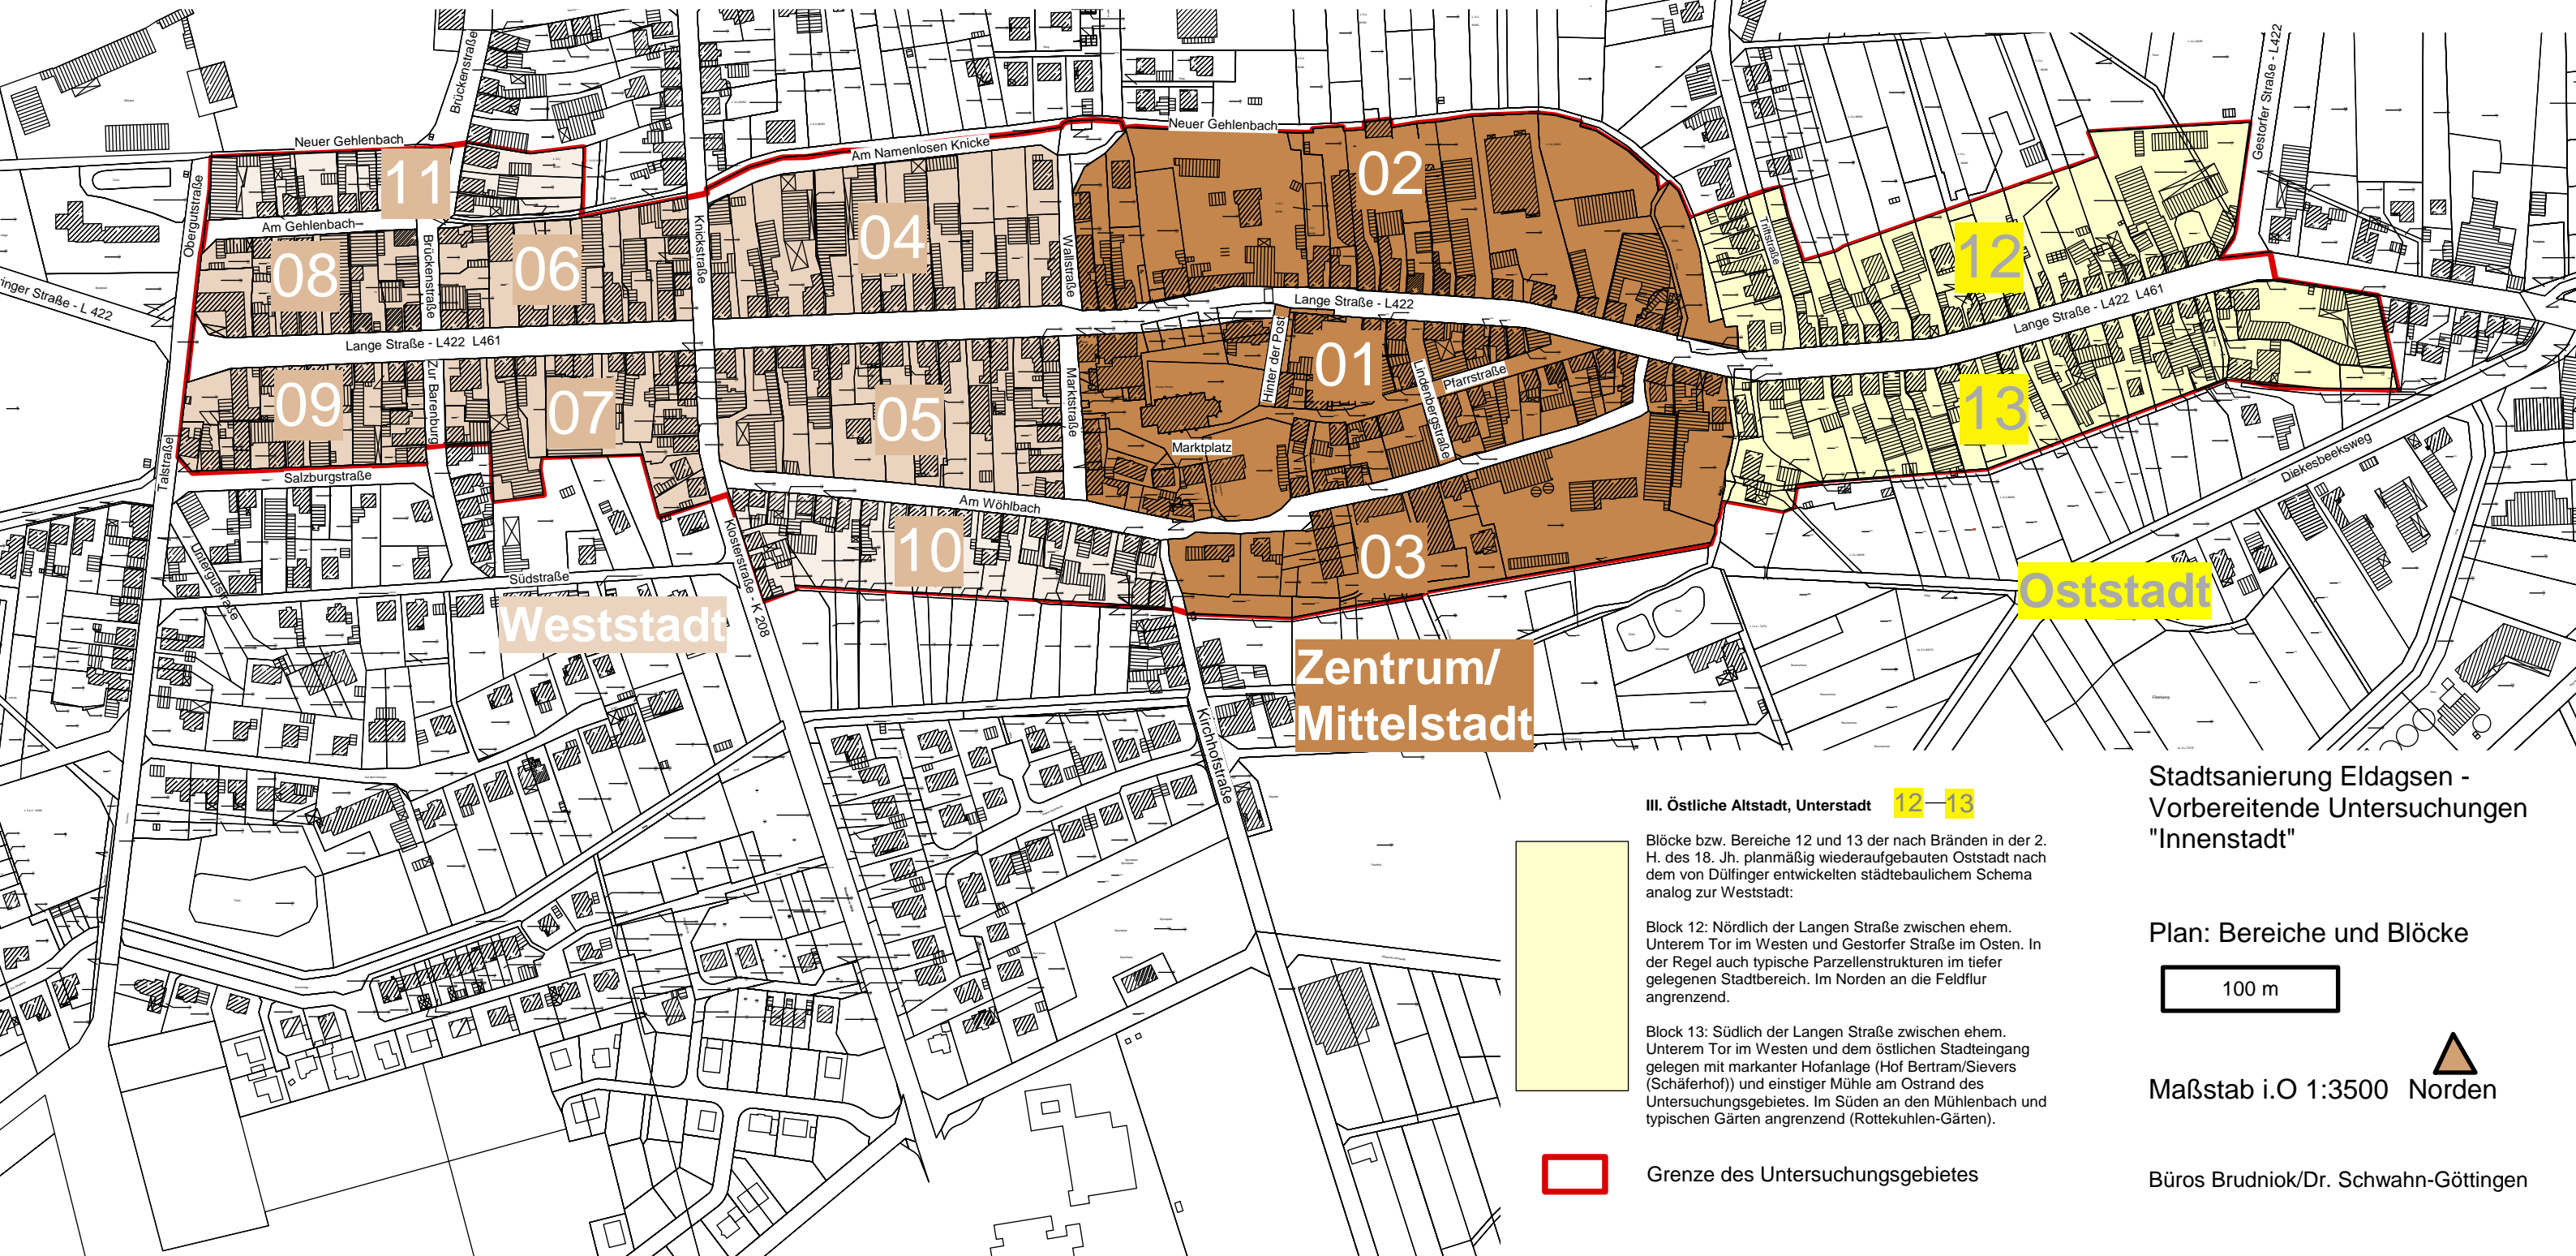 Gestorfer Straße - L422
Brückenstraße
Neuer Gehlenbach
Neuer Gehlenbach
Am Namenlosen Knicke
Obergutstraße
11
02
04
Am Gehlenbach
Knickstraße
Wallstraße
Triftstraße
Brückenstraße
08
06
12
inger Straße - L 422
Lange Straße - L422
Lange Straße - L422 L461
Lange Straße - L422 L461
Hinter der Post
01
Lindenbergstraße
Pfarrstraße
Zur Barenburg
Marktstraße
09
07
05
13
Marktplatz
Talstraße
Salzburgstraße
Diekesbeeksweg
Am Wöhlbach
10
03
Klosterstraße - K 208
Untergutstraße
Südstraße
Weststadt
Oststadt
Zentrum/
Mittelstadt
Kirchhofstraße
III. Östliche Altstadt, Unterstadt 12—13
Blöcke bzw. Bereiche 12 und 13 der nach Bränden in der 2.
H. des 18. Jh. planmäßig wiederaufgebauten Oststadt nach
dem von Dülfinger entwickelten städtebaulichem Schema
analog zur Weststadt:
Block 12: Nördlich der Langen Straße zwischen ehem.
Unterem Tor im Westen und Gestorfer Straße im Osten. In
der Regel auch typische Parzellenstrukturen im tiefer
gelegenen Stadtbereich. Im Norden an die Feldflur
angrenzend.
Block 13: Südlich der Langen Straße zwischen ehem.
Unterem Tor im Westen und dem östlichen Stadteingang
gelegen mit markanter Hofanlage (Hof Bertram/Sievers
(Schäferhof)) und einstiger Mühle am Ostrand des
Untersuchungsgebietes. Im Süden an den Mühlenbach und
typischen Gärten angrenzend (Rottekuhlen-Gärten).
Grenze des Untersuchungsgebietes
Stadtsanierung Eldagsen -
Vorbereitende Untersuchungen
"Innenstadt"
Plan: Bereiche und Blöcke
100 m
Maßstab i.O 1:3500 Norden
Büros Brudniok/Dr. Schwahn-Göttingen